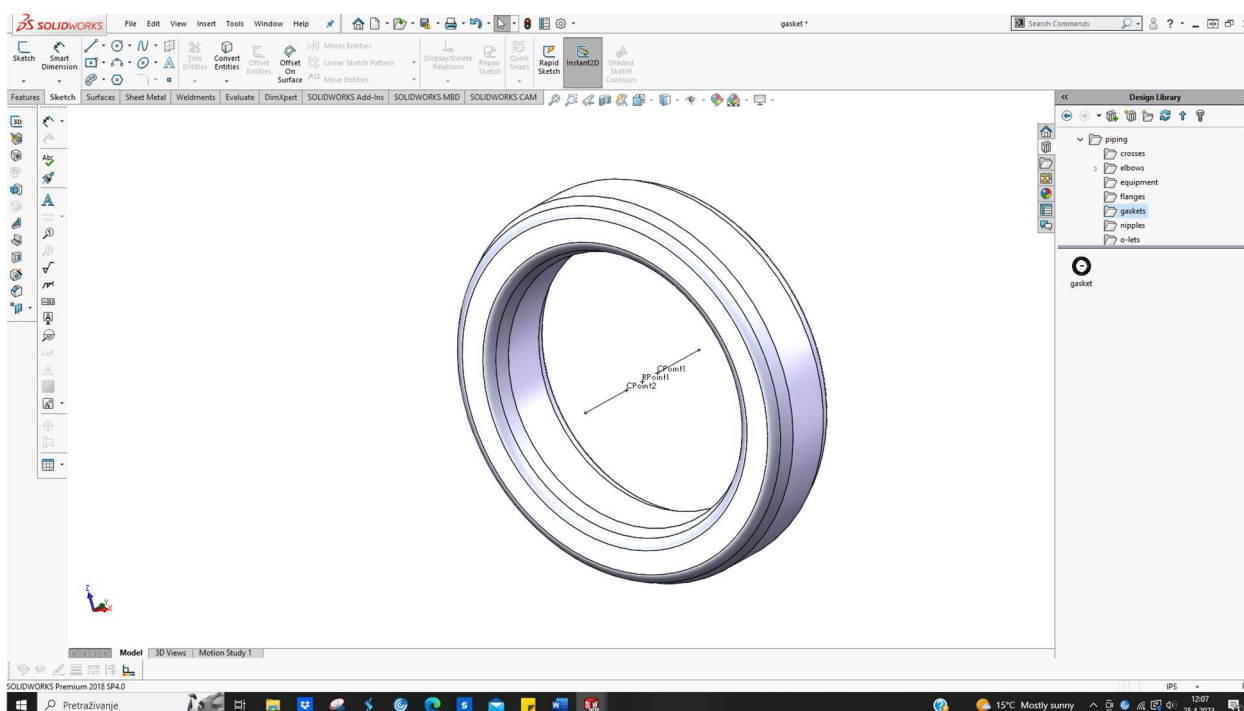 SOLIDWORKS File Edit View Insert Tools Window Help gasket * Search Commands ?
Sketch Smart Dimension Trim Entities Convert Entities Offset Entities Offset On Surface Mirror Entities Linear Sketch Pattern Move Entities Display/Delete Relations Repair Sketch Quick Snaps Rapid Sketch Instant2D Shaded Sketch Contours
Features Sketch Surfaces Sheet Metal Weldments Evaluate DimXpert SOLIDWORKS Add-Ins SOLIDWORKS MBD SOLIDWORKS CAM
Design Library
piping
crosses
elbows
equipment
flanges
gaskets
nipples
o-lets
gasket
CPoint1
RPoint1
CPoint2
Z
Y
X
Model 3D Views Motion Study 1
SOLIDWORKS Premium 2018 SP4.0 IPS
Pretraživanje 15°C Mostly sunny 12:07
25.4.2023.